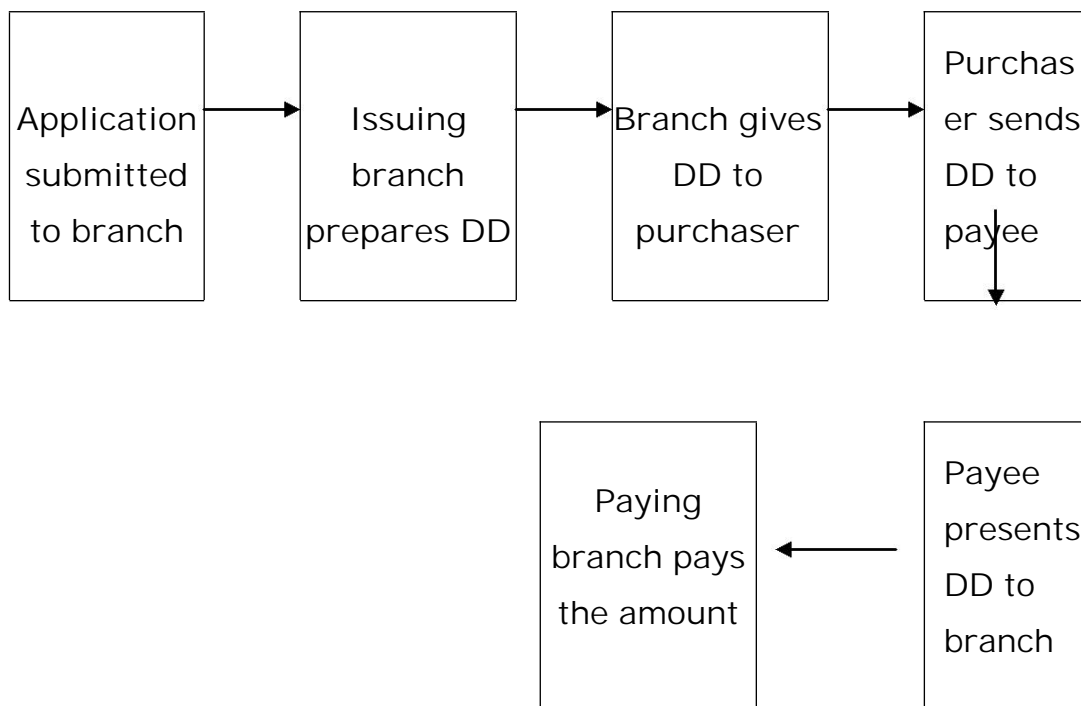 Application
submitted
to branch
Issuing
branch
prepares DD
Branch gives
DD to
purchaser
Purchas
er sends
DD to
payee
Payee
presents
DD to
branch
Paying
branch pays
the amount